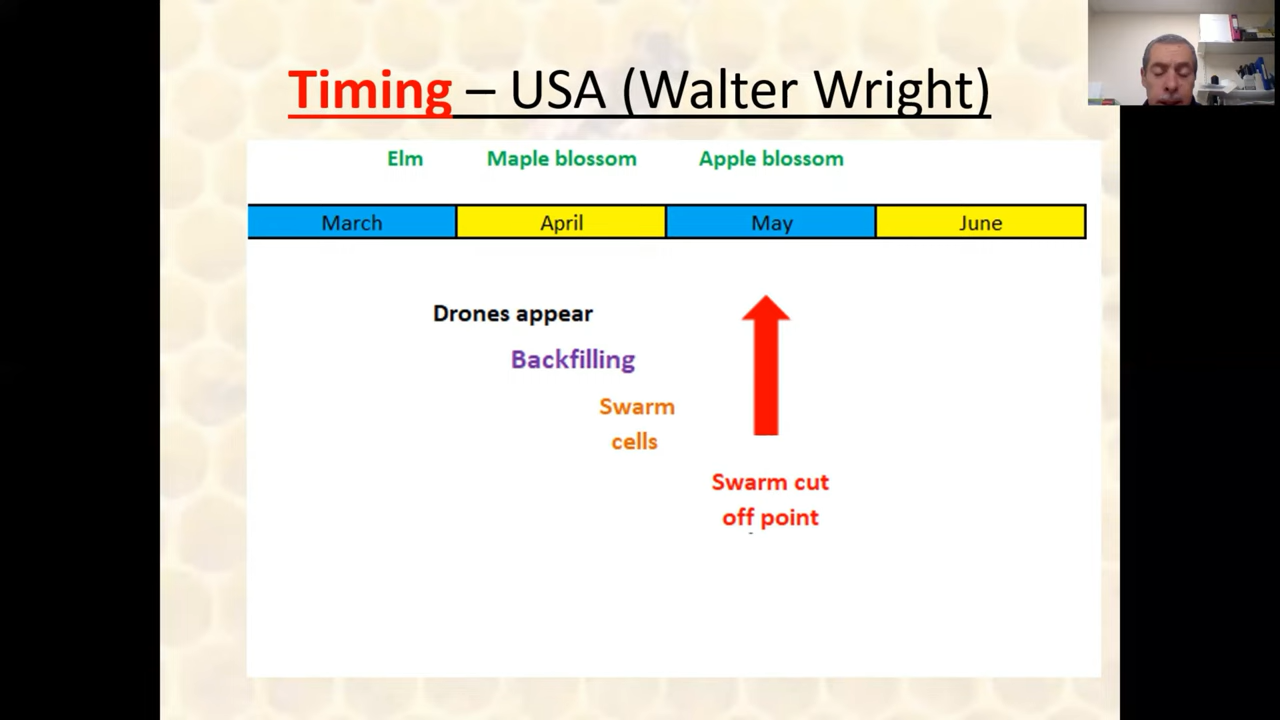 Timing – USA (Walter Wright)
Elm Maple blossom Apple blossom
March April May June
Drones appear
Backfilling
Swarm
cells
Swarm cut
off point